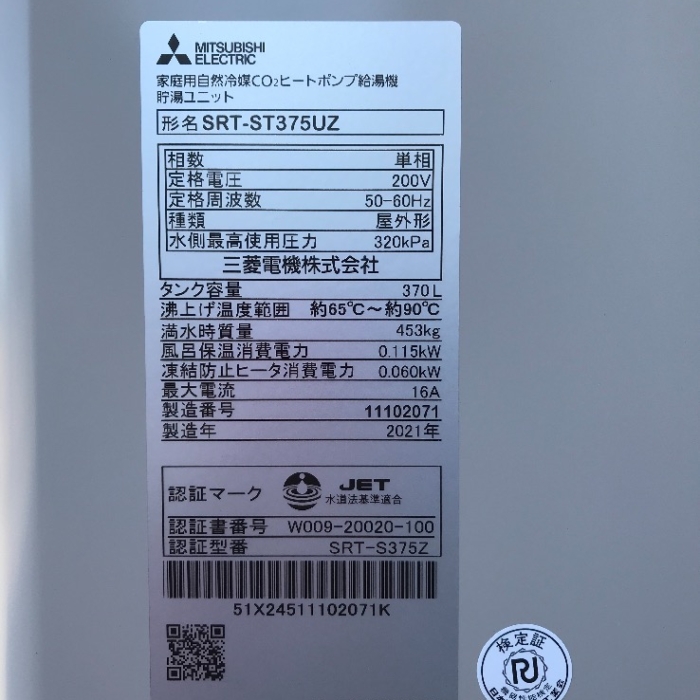 MITSUBISHI
ELECTRIC
家庭用自然冷媒CO₂ヒートポンプ給湯機
貯湯ユニット
形名 SRT-ST375UZ
相数 単相
定格電圧 200V
定格周波数 50-60Hz
種類 屋外形
水側最高使用圧力 320kPa
三菱電機株式会社
タンク容量 370L
沸上げ温度範囲 約65℃～約90℃
満水時質量 453kg
風呂保温消費電力 0.115kW
凍結防止ヒータ消費電力 0.060kW
最大電流 16A
製造番号 11102071
製造年 2021年
認証マーク JET
水道法基準適合
認証書番号 W009-20020-100
認証型番 SRT-S375Z
51X24511102071K
検定証